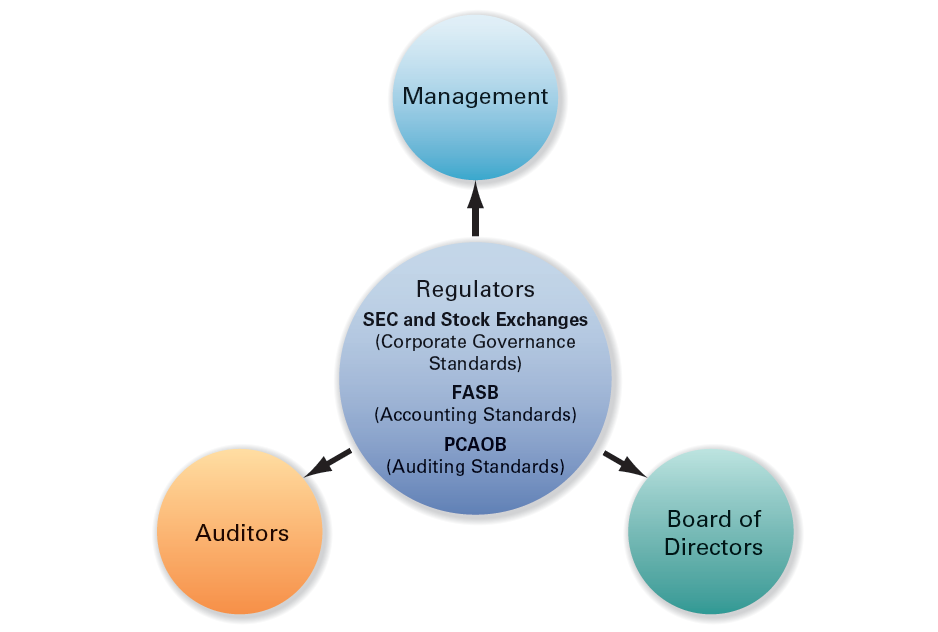 Management
Regulators
SEC and Stock Exchanges
(Corporate Governance
Standards)
FASB
(Accounting Standards)
PCAOB
(Auditing Standards)
Auditors
Board of
Directors